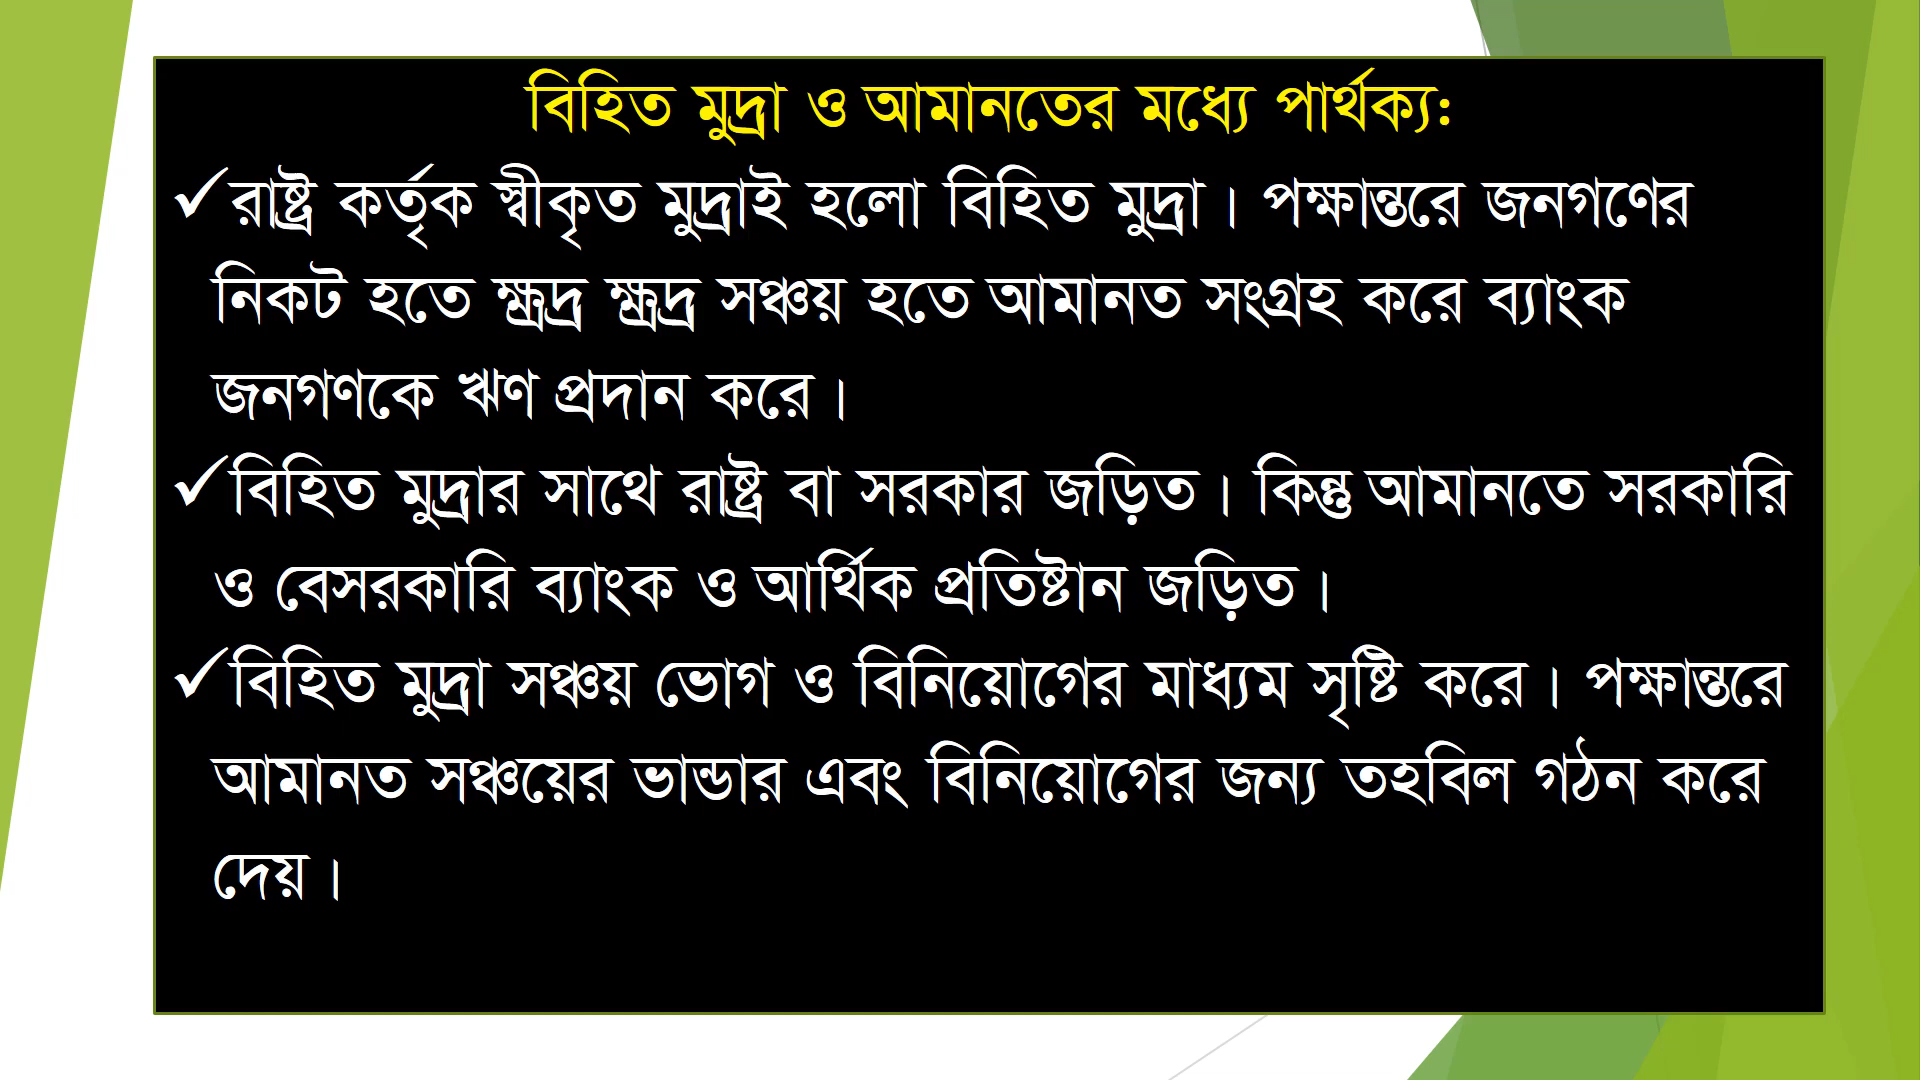 বিহিত মুদ্রা ও আমানতের মধ্যে পার্থক্য:
✓রাষ্ট্র কর্তৃক স্বীকৃত মুদ্রাই হলো বিহিত মুদ্রা। পক্ষান্তরে জনগণের
নিকট হতে ক্ষ্রদ্র ক্ষ্রদ্র সঞ্চয় হতে আমানত সংগ্রহ করে ব্যাংক
জনগণকে ঋণ প্রদান করে।
✓বিহিত মুদ্রার সাথে রাষ্ট্র বা সরকার জড়িত। কিন্তু আমানতে সরকারি
ও বেসরকারি ব্যাংক ও আর্থিক প্রতিষ্টান জড়িত।
✓বিহিত মুদ্রা সঞ্চয় ভোগ ও বিনিয়োগের মাধ্যম সৃষ্টি করে। পক্ষান্তরে
আমানত সঞ্চয়ের ভান্ডার এবং বিনিয়োগের জন্য তহবিল গঠন করে
দেয়।